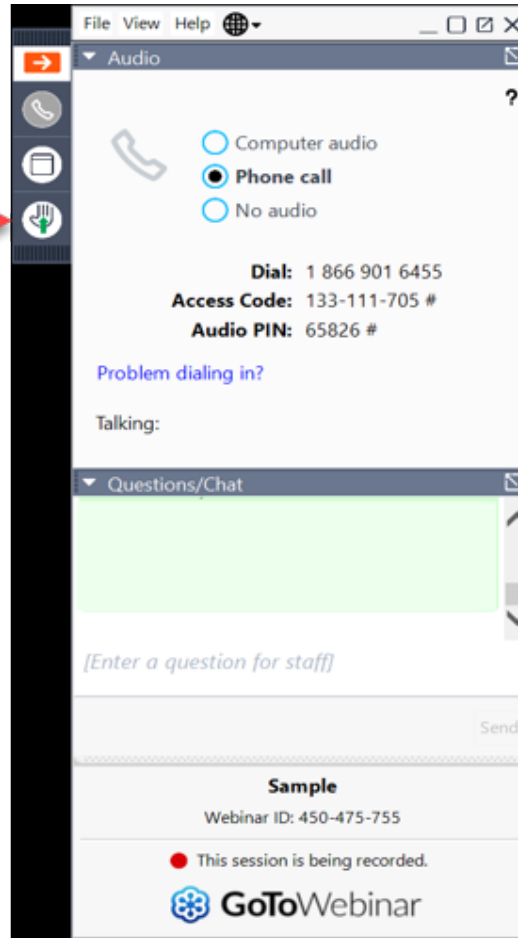 File View Help
Audio
?
Computer audio
Phone call
No audio
Dial: 1 866 901 6455
Access Code: 133-111-705 #
Audio PIN: 65826 #
Problem dialing in?
Talking:
Questions/Chat
[Enter a question for staff]
Send
Sample
Webinar ID: 450-475-755
This session is being recorded.
GoToWebinar